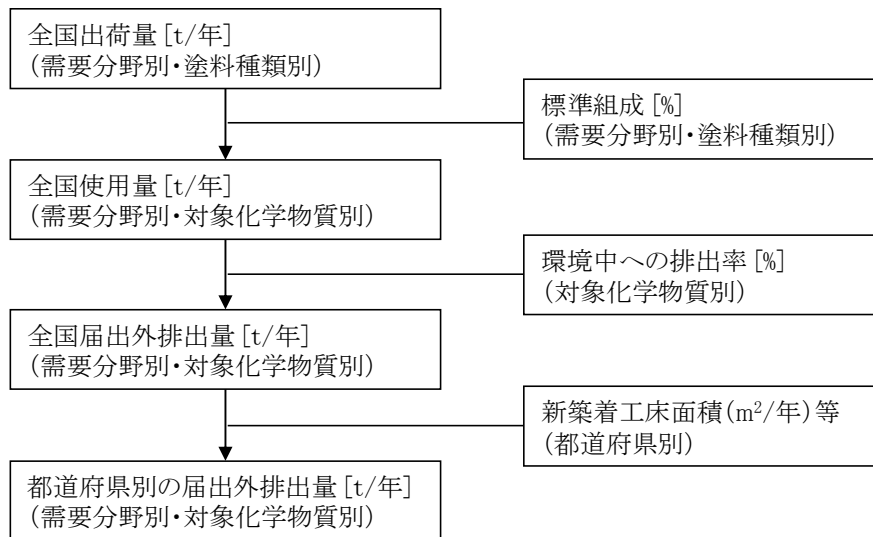 全国出荷量[t/年]
(需要分野別・塗料種類別)
標準組成[%]
(需要分野別・塗料種類別)
全国使用量[t/年]
(需要分野別・対象化学物質別)
環境中への排出率[%]
(対象化学物質別)
全国届出外排出量[t/年]
(需要分野別・対象化学物質別)
新築着工床面積(m²/年)等
(都道府県別)
都道府県別の届出外排出量[t/年]
(需要分野別・対象化学物質別)